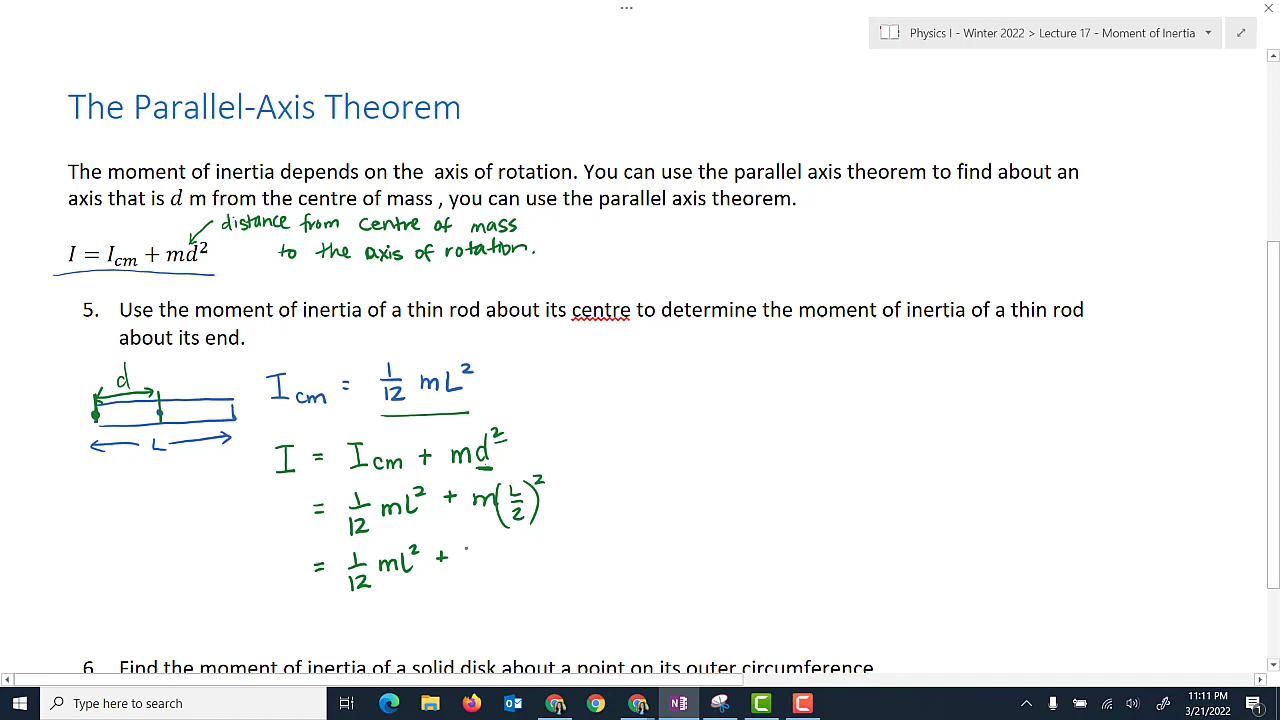 Physics I - Winter 2022 > Lecture 17 - Moment of Inertia
The Parallel-Axis Theorem
The moment of inertia depends on the axis of rotation. You can use the parallel axis theorem to find about an
axis that is d m from the centre of mass , you can use the parallel axis theorem.
distance from centre of mass
to the axis of rotation.
I = I_cm + md²
5. Use the moment of inertia of a thin rod about its centre to determine the moment of inertia of a thin rod
about its end.
d
L
I_cm = 1/12 mL²
I = I_cm + md²
= 1/12 mL² + m(L/2)²
= 1/12 mL² +
6. Find the moment of inertia of a solid disk about a point on its outer circumference
Type here to search
11:11 PM
3/21/2022
1